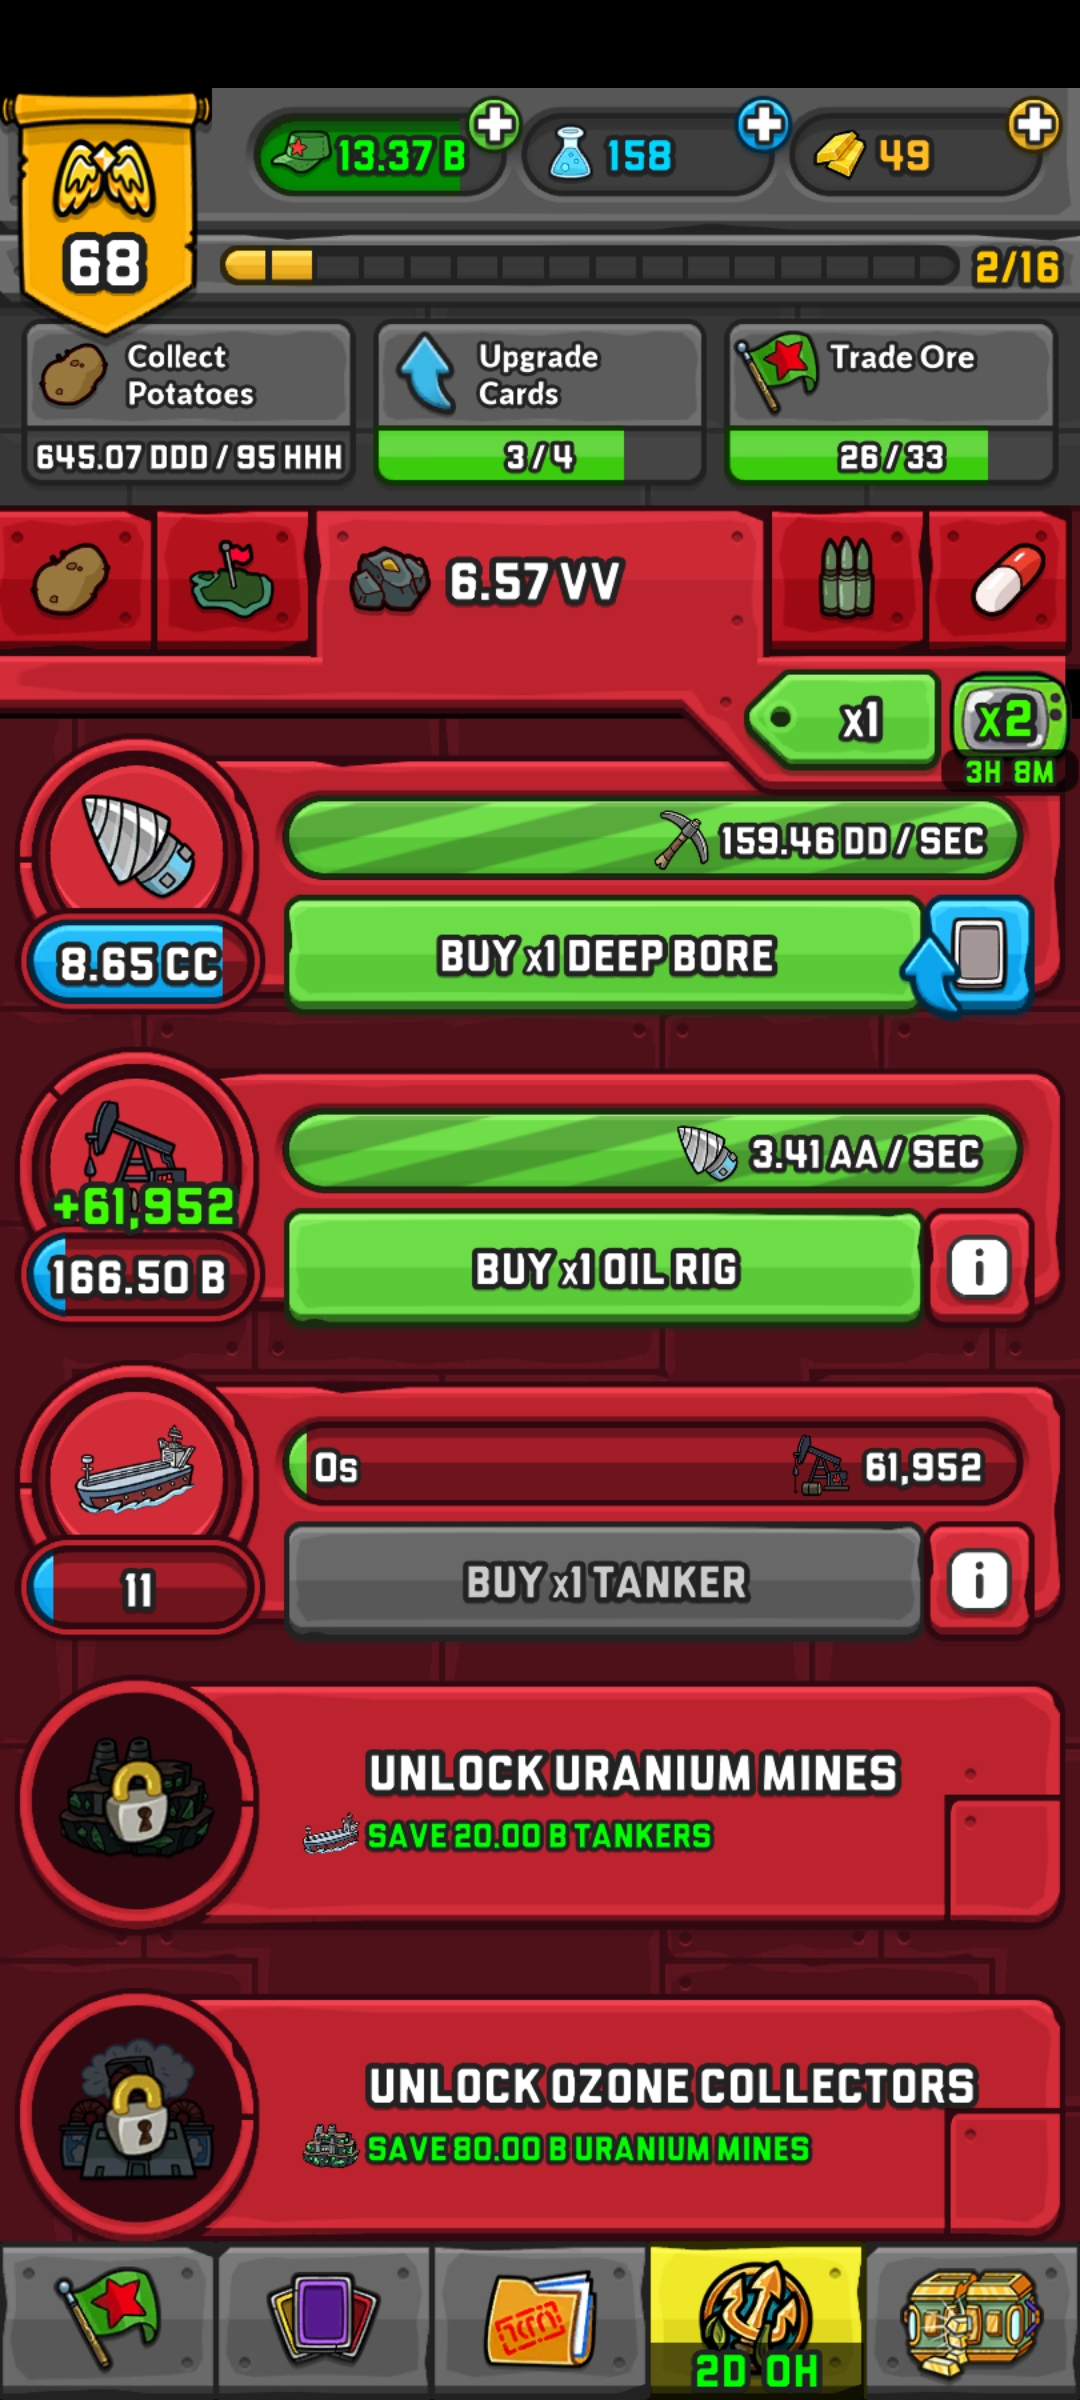 13.37 B
158
49
68
2/16
Collect
Potatoes
Upgrade
Cards
Trade Ore
645.07 DDD / 95 HHH
3/4
26/33
6.57 VV
x1
x2
3H 8M
159.46 DD / SEC
8.65 CC
BUY x1 DEEP BORE
3.41 AA / SEC
+61,952
166.50 B
BUY x1 OIL RIG
i
0s
61,952
11
BUY x1 TANKER
i
UNLOCK URANIUM MINES
SAVE 20.00 B TANKERS
UNLOCK OZONE COLLECTORS
SAVE 80.00 B URANIUM MINES
2D 0H